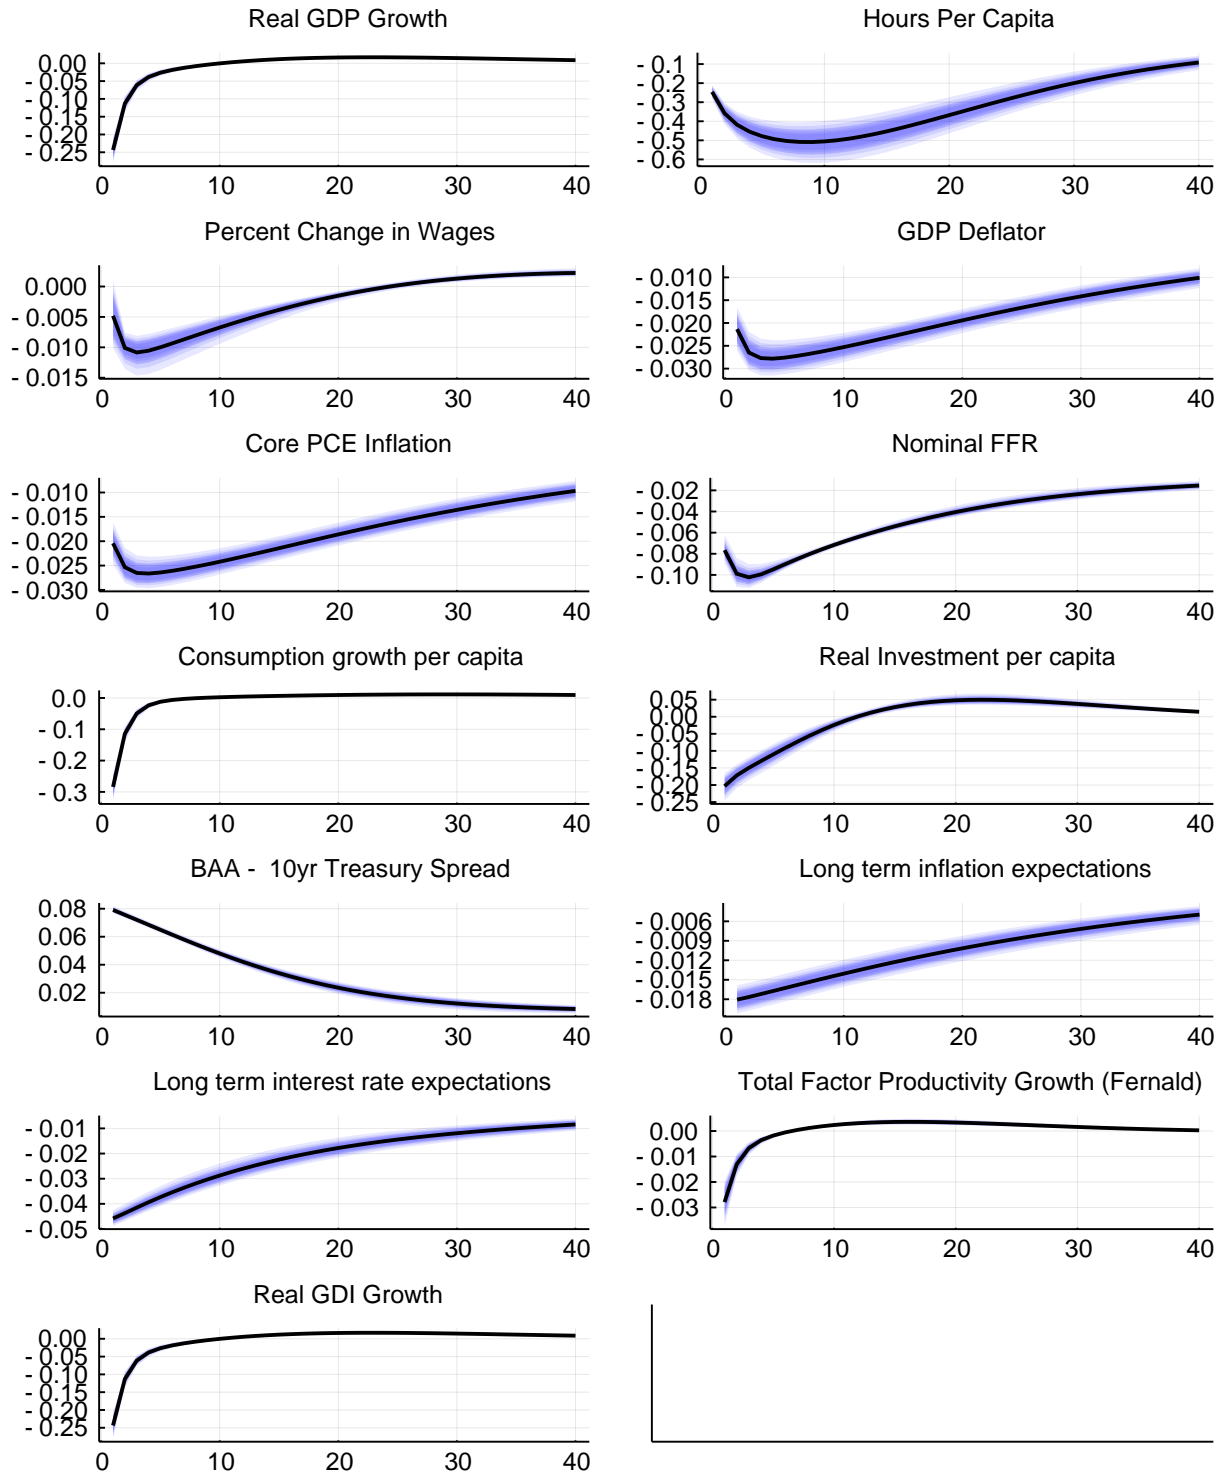 Real GDP Growth
0.00
- 0.05
- 0.10
- 0.15
- 0.20
- 0.25
0 10 20 30 40
Hours Per Capita
- 0.1
- 0.2
- 0.3
- 0.4
- 0.5
- 0.6
0 10 20 30 40
Percent Change in Wages
0.000
- 0.005
- 0.010
- 0.015
0 10 20 30 40
GDP Deflator
- 0.010
- 0.015
- 0.020
- 0.025
- 0.030
0 10 20 30 40
Core PCE Inflation
- 0.010
- 0.015
- 0.020
- 0.025
- 0.030
0 10 20 30 40
Nominal FFR
- 0.02
- 0.04
- 0.06
- 0.08
- 0.10
0 10 20 30 40
Consumption growth per capita
0.0
- 0.1
- 0.2
- 0.3
0 10 20 30 40
Real Investment per capita
0.05
0.00
- 0.05
- 0.10
- 0.15
- 0.20
- 0.25
0 10 20 30 40
BAA - 10yr Treasury Spread
0.08
0.06
0.04
0.02
0 10 20 30 40
Long term inflation expectations
- 0.006
- 0.009
- 0.012
- 0.015
- 0.018
0 10 20 30 40
Long term interest rate expectations
- 0.01
- 0.02
- 0.03
- 0.04
- 0.05
0 10 20 30 40
Total Factor Productivity Growth (Fernald)
0.00
- 0.01
- 0.02
- 0.03
0 10 20 30 40
Real GDI Growth
0.00
- 0.05
- 0.10
- 0.15
- 0.20
- 0.25
0 10 20 30 40